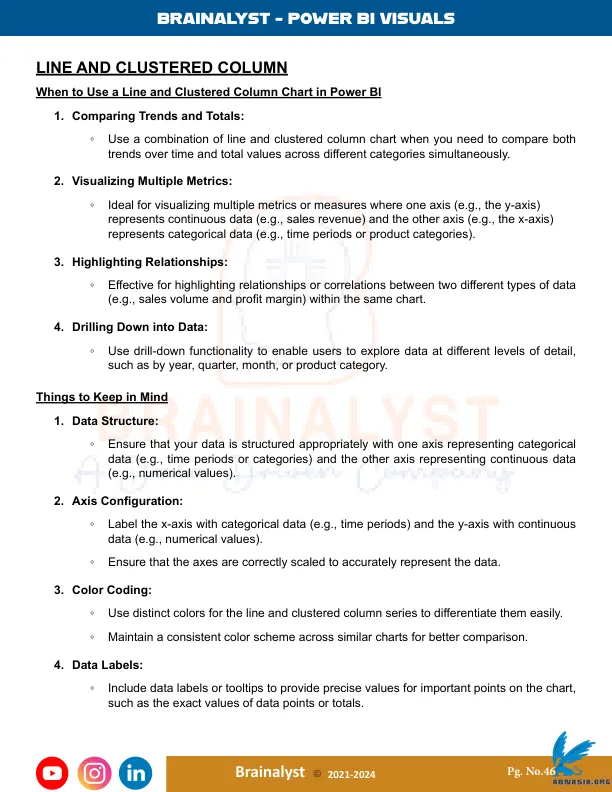 BRAINALYST - POWER BI VISUALS
LINE AND CLUSTERED COLUMN
When to Use a Line and Clustered Column Chart in Power BI
1. Comparing Trends and Totals:
◦ Use a combination of line and clustered column chart when you need to compare both
trends over time and total values across different categories simultaneously.
2. Visualizing Multiple Metrics:
◦ Ideal for visualizing multiple metrics or measures where one axis (e.g., the y-axis)
represents continuous data (e.g., sales revenue) and the other axis (e.g., the x-axis)
represents categorical data (e.g., time periods or product categories).
3. Highlighting Relationships:
◦ Effective for highlighting relationships or correlations between two different types of data
(e.g., sales volume and profit margin) within the same chart.
4. Drilling Down into Data:
◦ Use drill-down functionality to enable users to explore data at different levels of detail,
such as by year, quarter, month, or product category.
Things to Keep in Mind
BRAINALYST
1. Data Structure:
◦ Ensure that your data is structured appropriately with one axis representing categorical
data (e.g., time periods or categories) and the other axis representing continuous data
(e.g., numerical values).
A Data Driven Company
2. Axis Configuration:
◦ Label the x-axis with categorical data (e.g., time periods) and the y-axis with continuous
data (e.g., numerical values).
◦ Ensure that the axes are correctly scaled to accurately represent the data.
3. Color Coding:
◦ Use distinct colors for the line and clustered column series to differentiate them easily.
◦ Maintain a consistent color scheme across similar charts for better comparison.
4. Data Labels:
◦ Include data labels or tooltips to provide precise values for important points on the chart,
such as the exact values of data points or totals.
in
Brainalyst © 2021-2024
Pg. No.46
ABNASIA.ORG